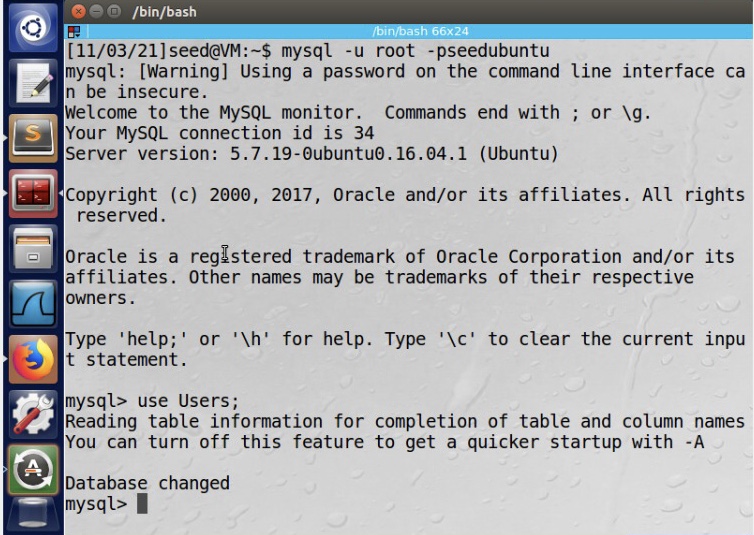 /bin/bash
/bin/bash 66x24
[11/03/21]seed@VM:~$ mysql -u root -pseedubuntu
mysql: [Warning] Using a password on the command line interface ca
n be insecure.
Welcome to the MySQL monitor.  Commands end with ; or \g.
Your MySQL connection id is 34
Server version: 5.7.19-0ubuntu0.16.04.1 (Ubuntu)
Copyright (c) 2000, 2017, Oracle and/or its affiliates. All rights
 reserved.
Oracle is a registered trademark of Oracle Corporation and/or its
affiliates. Other names may be trademarks of their respective
owners.
Type 'help;' or '\h' for help. Type '\c' to clear the current inpu
t statement.
mysql> use Users;
Reading table information for completion of table and column names
You can turn off this feature to get a quicker startup with -A
Database changed
mysql>